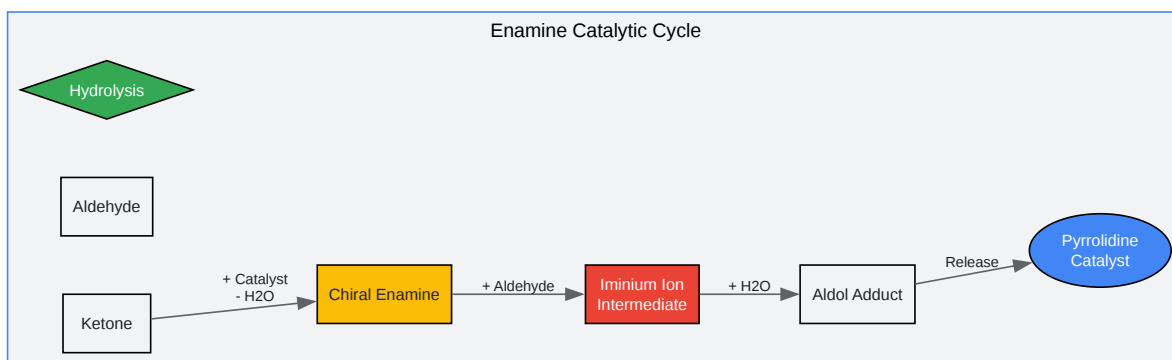 Enamine Catalytic Cycle
Hydrolysis
Aldehyde
Ketone
+ Catalyst
- H2O
Chiral Enamine
+ Aldehyde
Iminium Ion
Intermediate
+ H2O
Aldol Adduct
Release
Pyrrolidine
Catalyst